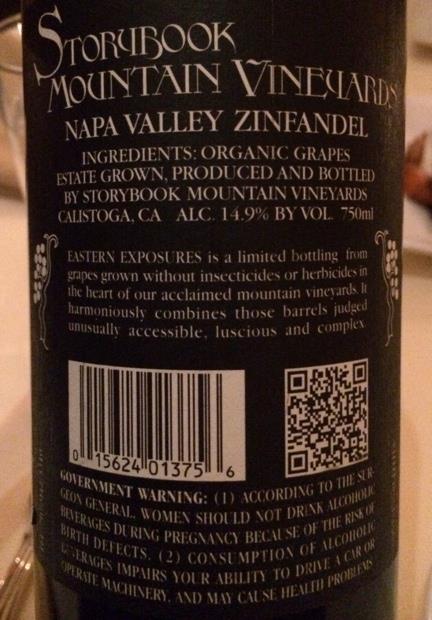 STORYBOOK
MOUNTAIN VINEYARDS
NAPA VALLEY ZINFANDEL
INGREDIENTS: ORGANIC GRAPES
ESTATE GROWN, PRODUCED AND BOTTLED
BY STORYBOOK MOUNTAIN VINEYARDS
CALISTOGA, CA ALC. 14.9% BY VOL. 750ml
EASTERN EXPOSURES is a limited bottling from
grapes grown without insecticides or herbicides in
the heart of our acclaimed mountain vineyards. It
harmoniously combines those barrels judged
unusually accessible, luscious and complex.
0 15624 01375 6
GOVERNMENT WARNING: (1) ACCORDING TO THE SUR-
GEON GENERAL, WOMEN SHOULD NOT DRINK ALCOHOLIC
BEVERAGES DURING PREGNANCY BECAUSE OF THE RISK OF
BIRTH DEFECTS. (2) CONSUMPTION OF ALCOHOLIC
BEVERAGES IMPAIRS YOUR ABILITY TO DRIVE A CAR OR
OPERATE MACHINERY, AND MAY CAUSE HEALTH PROBLEMS